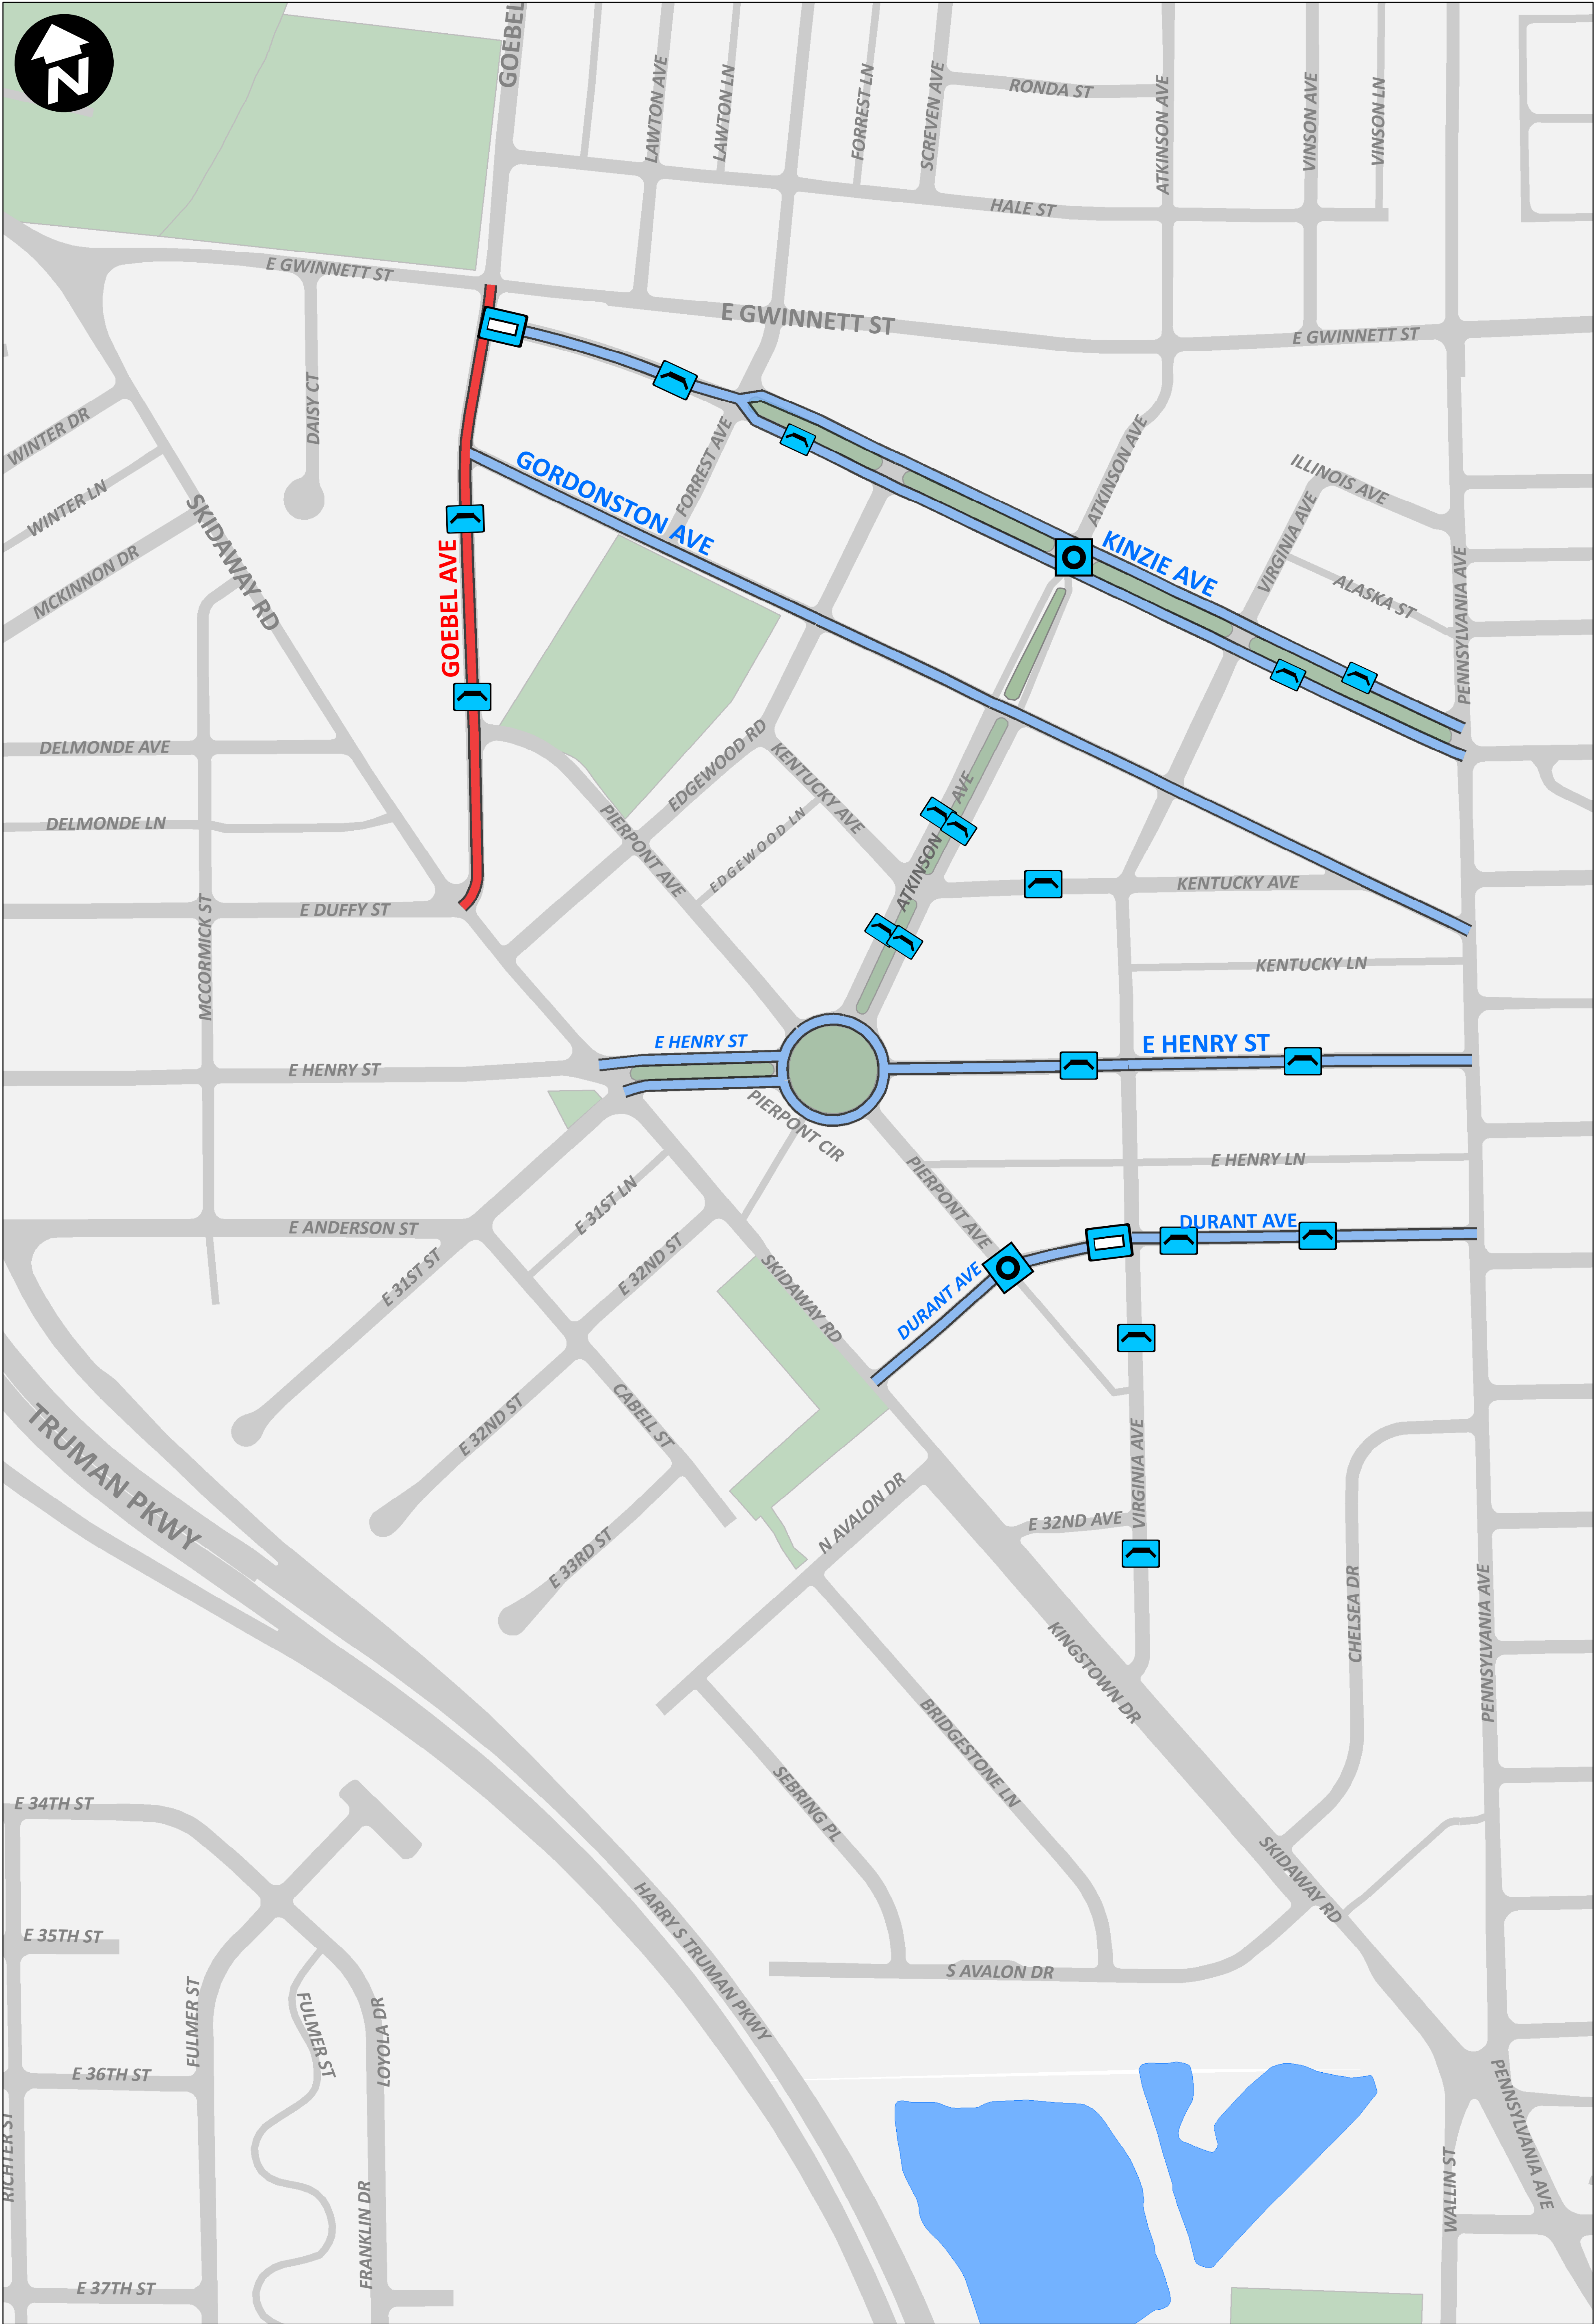 N
GOEBEL
LAWTON AVE
LAWTON LN
FORREST LN
SCREVEN AVE
RONDA ST
ATKINSON AVE
VINSON AVE
VINSON LN
HALE ST
E GWINNETT ST
E GWINNETT ST
E GWINNETT ST
DAISY CT
WINTER DR
WINTER LN
MCKINNON DR
SKIDAWAY RD
GORDONSTON AVE
FORREST AVE
ATKINSON AVE
KINZIE AVE
ILLINOIS AVE
VIRGINIA AVE
ALASKA ST
PENNSYLVANIA AVE
GOEBEL AVE
DELMONDE AVE
DELMONDE LN
EDGEWOOD RD
KENTUCKY AVE
PIERPONT AVE
EDGEWOOD LN
ATKINSON AVE
KENTUCKY AVE
E DUFFY ST
MCCORMICK ST
KENTUCKY LN
E HENRY ST
E HENRY ST
E HENRY ST
PIERPONT CIR
PIERPONT AVE
E HENRY LN
E ANDERSON ST
E 31ST LN
E 31ST ST
E 32ND ST
SKIDAWAY RD
DURANT AVE
DURANT AVE
TRUMAN PKWY
E 32ND ST
CABELL ST
E 33RD ST
N AVALON DR
E 32ND AVE
VIRGINIA AVE
CHELSEA DR
PENNSYLVANIA AVE
KINGSTOWN DR
BRIDGESTONE LN
SEBRING PL
E 34TH ST
SKIDAWAY RD
HARRY S TRUMAN PKWY
E 35TH ST
S AVALON DR
FULMER ST
FULMER ST
LOYOLA DR
E 36TH ST
RICHTER ST
FRANKLIN DR
PENNSYLVANIA AVE
WALLIN ST
E 37TH ST